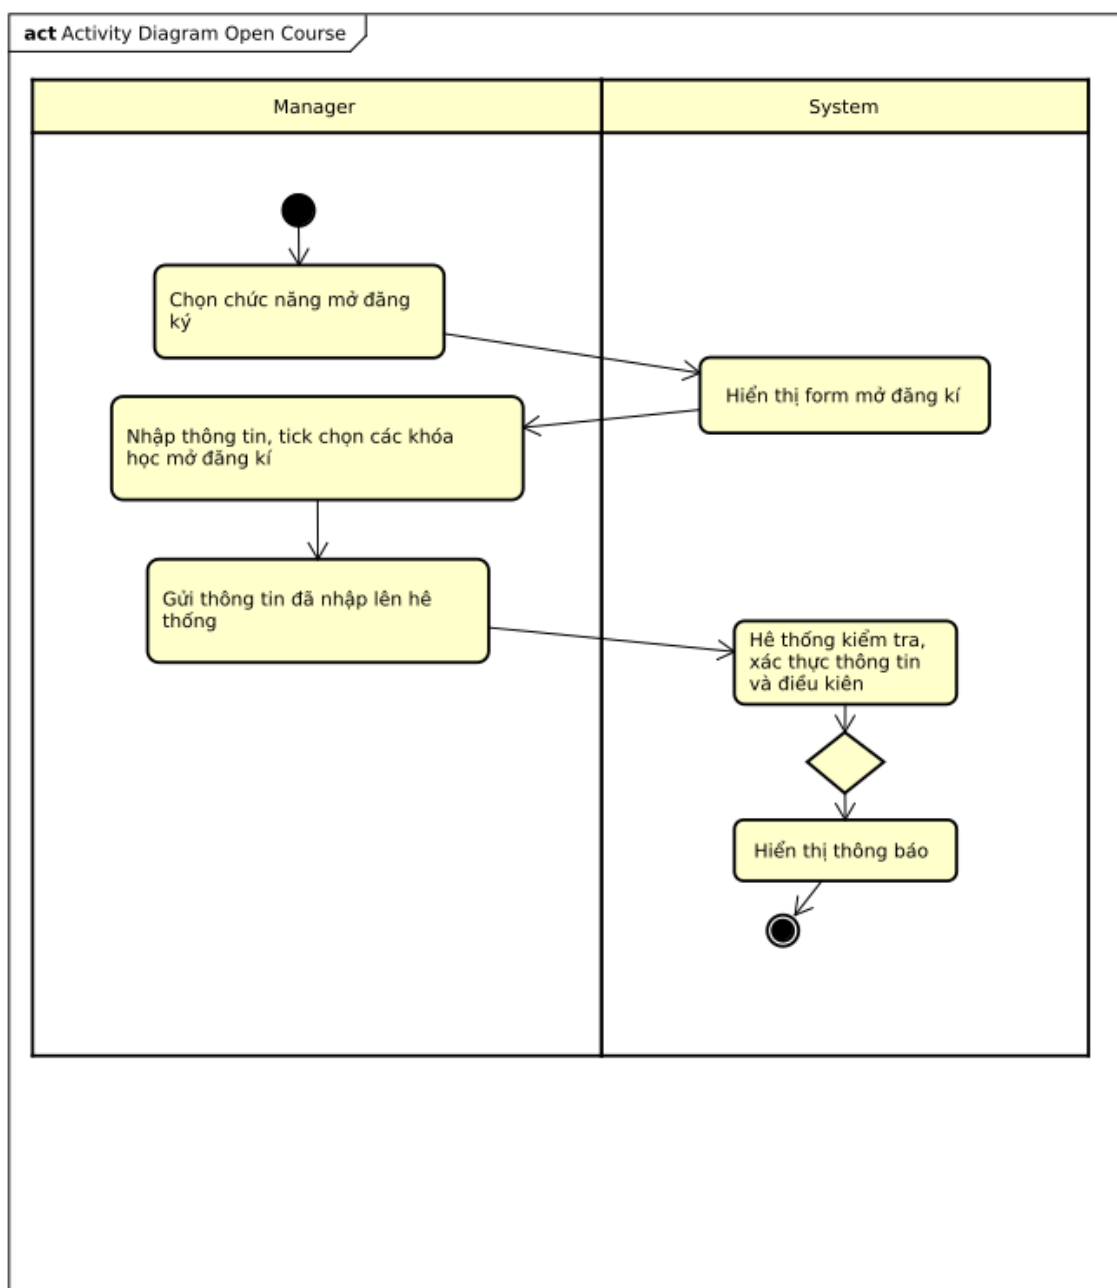 act Activity Diagram Open Course
Manager
System
Chọn chức năng mở đăng
ký
Hiển thị form mở đăng kí
Nhập thông tin, tick chọn các khóa
học mở đăng kí
Gửi thông tin đã nhập lên hê
thống
Hê thống kiểm tra,
xác thực thông tin
và điều kiên
Hiển thị thông báo